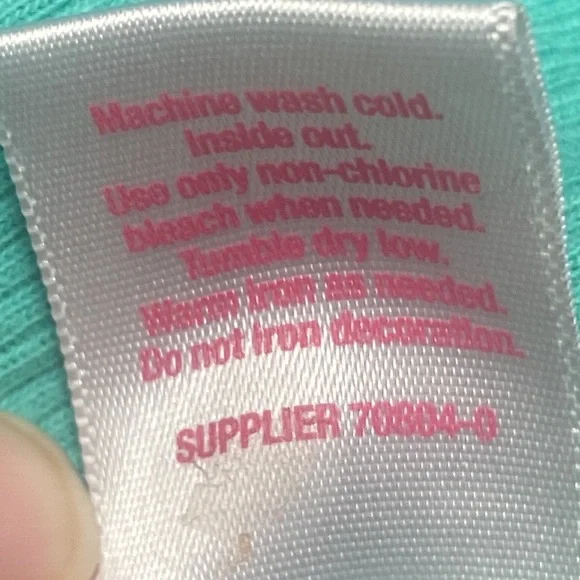 Machine wash cold.
Inside out.
Use only non-chlorine
bleach when needed.
Tumble dry low.
Warm iron as needed.
Do not iron decoration.
SUPPLIER 70804-0